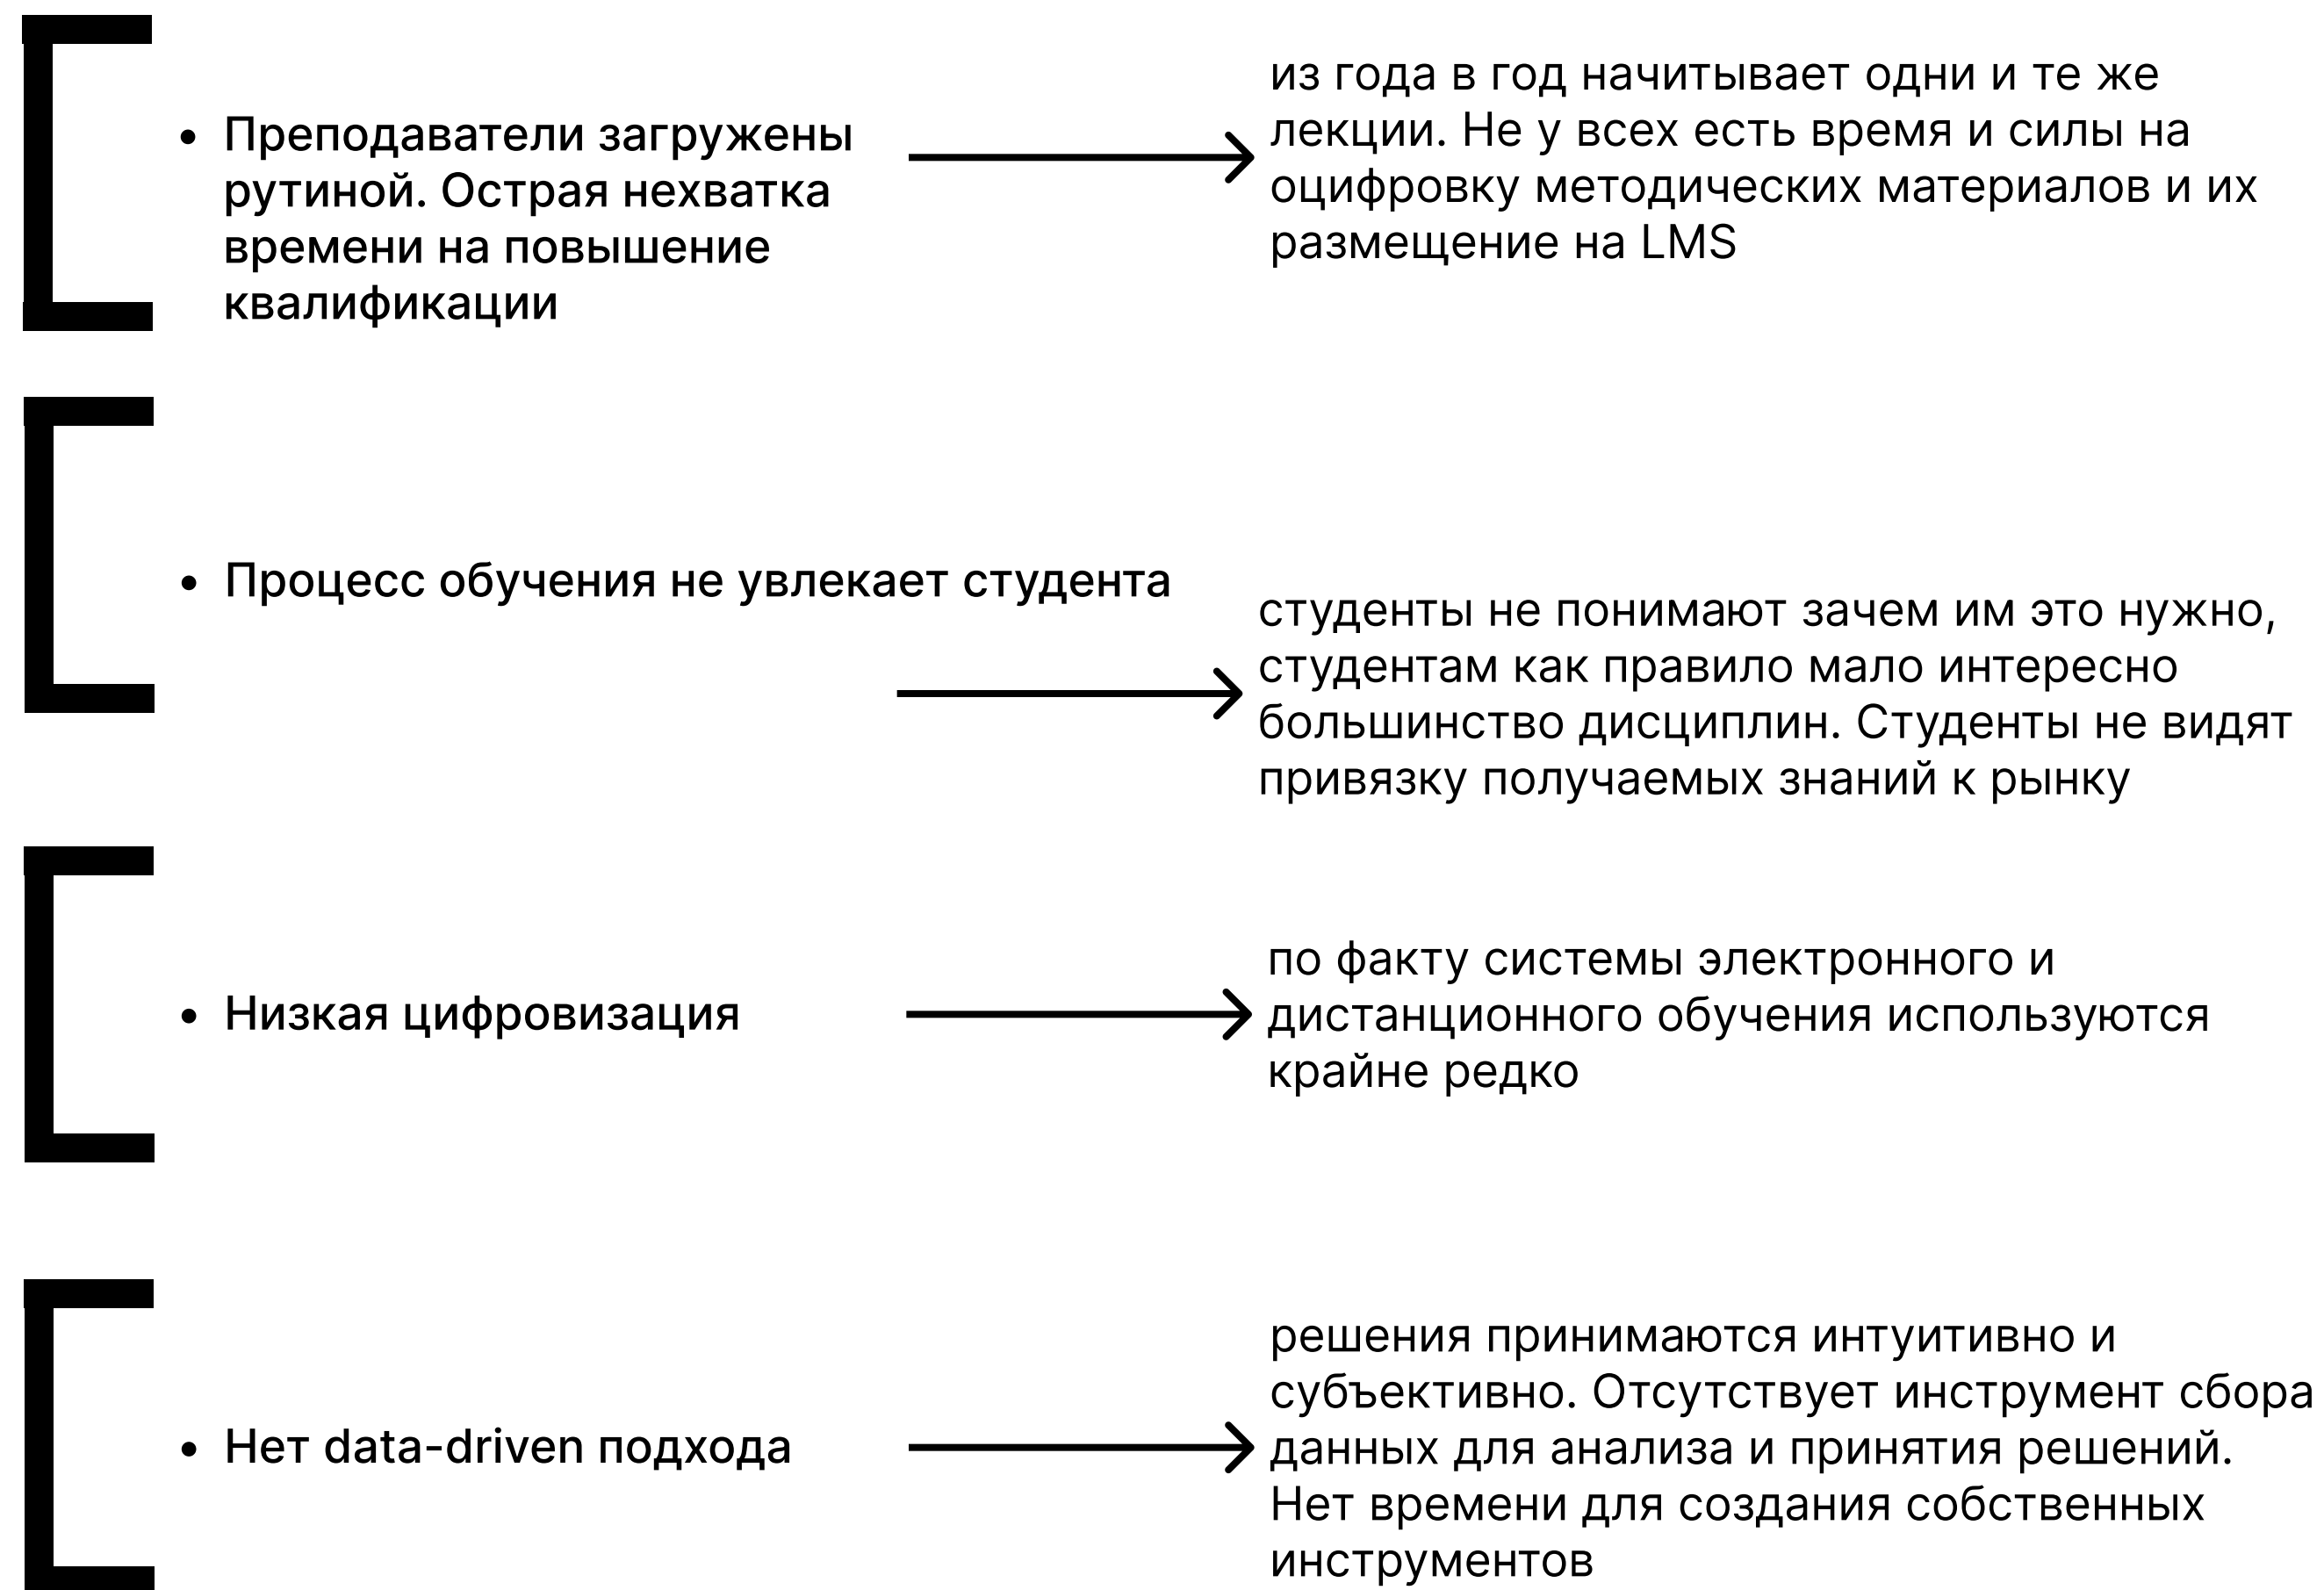 • Преподаватели загружены
рутиной. Острая нехватка
времени на повышение
квалификации
из года в год начитывает одни и те же
лекции. Не у всех есть время и силы на
оцифровку методических материалов и их
размещение на LMS
• Процесс обучения не увлекает студента
студенты не понимают зачем им это нужно,
студентам как правило мало интересно
большинство дисциплин. Студенты не видят
привязку получаемых знаний к рынку
• Низкая цифровизация
по факту системы электронного и
дистанционного обучения используются
крайне редко
• Нет data-driven подхода
решения принимаются интуитивно и
субъективно. Отсутствует инструмент сбора
данных для анализа и принятия решений.
Нет времени для создания собственных
инструментов